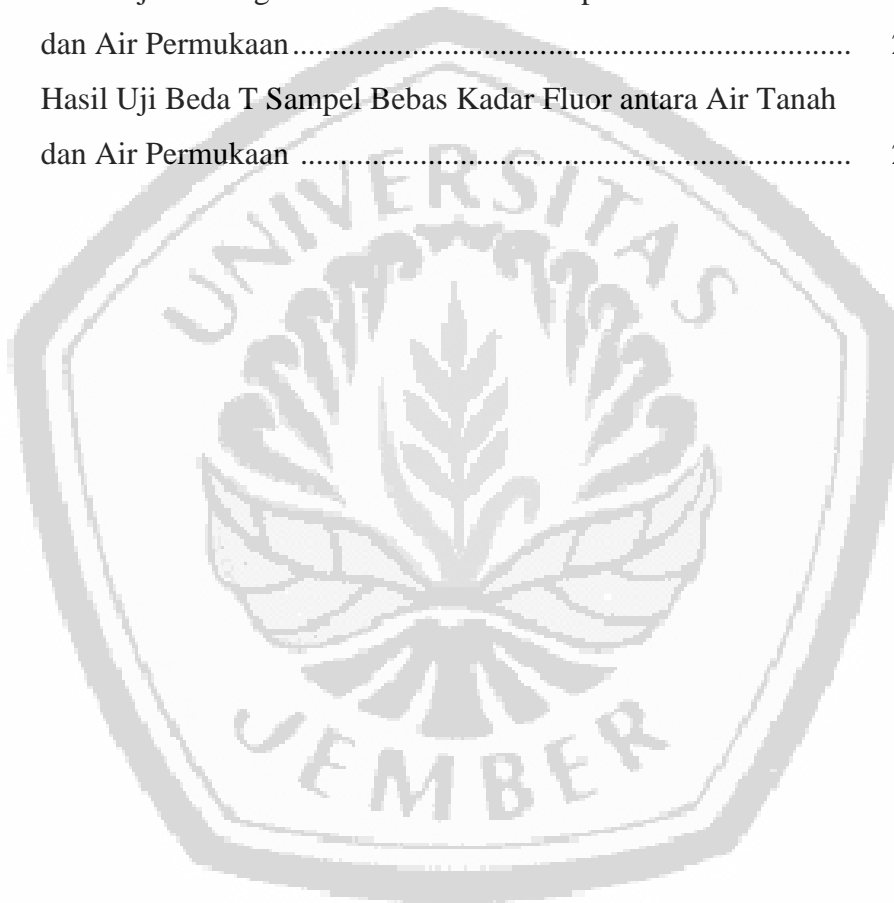 dan Air Permukaan......................................................................
Hasil Uji Beda T Sampel Bebas Kadar Fluor antara Air Tanah
dan Air Permukaan .....................................................................
UNIVERSITAS
JEMBER